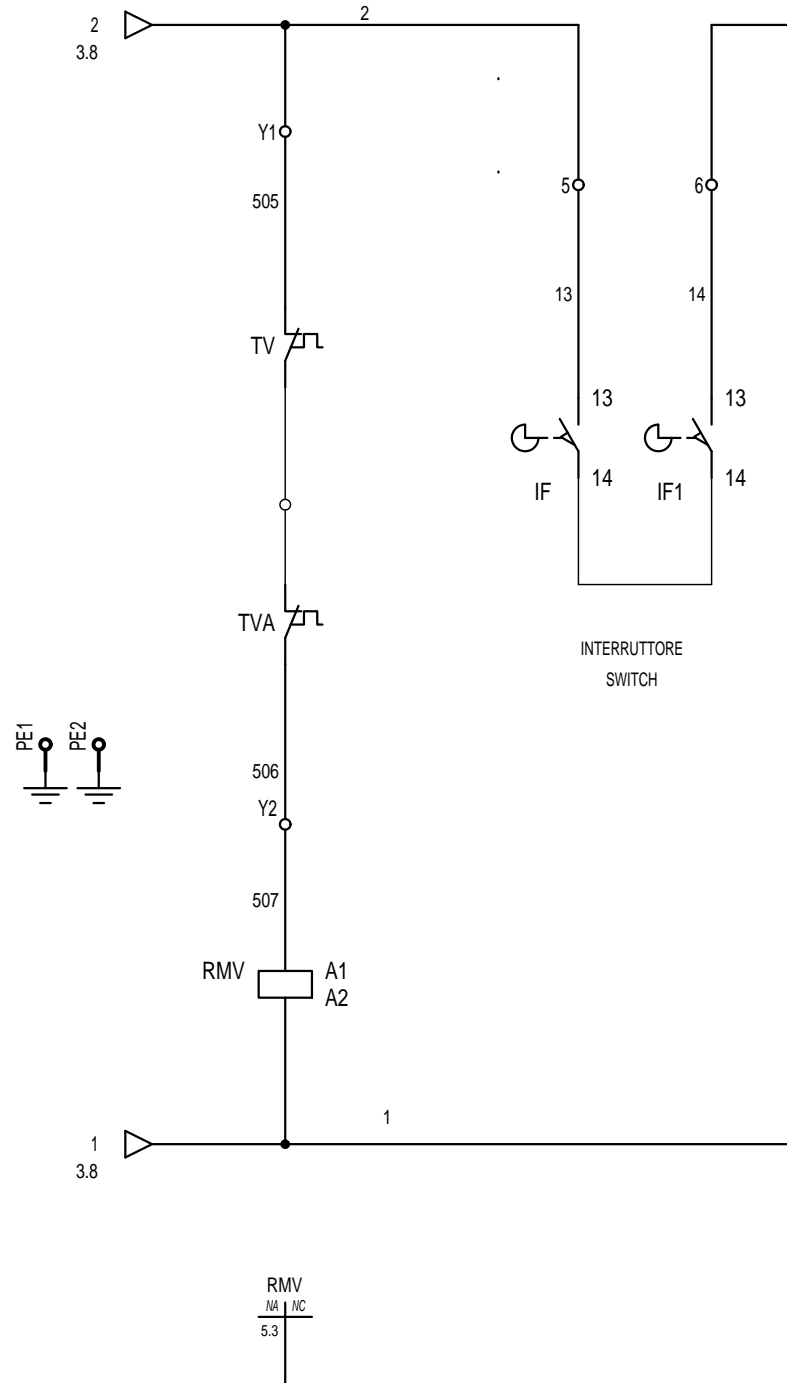 2
2
3.8
Y1
505
5
6
13
14
TV
13
13
IF
14
IF1
14
TVA
INTERRUTTORE
SWITCH
PE1
PE2
506
Y2
507
RMV
A1
A2
1
1
3.8
RMV
NA NC
5.3